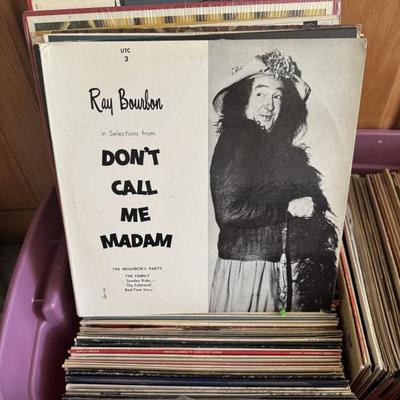 UTC
3
Ray Bourbon
in Selections from
DON'T
CALL
ME
MADAM
THE NEIGHBOR'S PARTY
THE FAMILY
Sunday Ride
The Cafeteria
Bed-Time Story